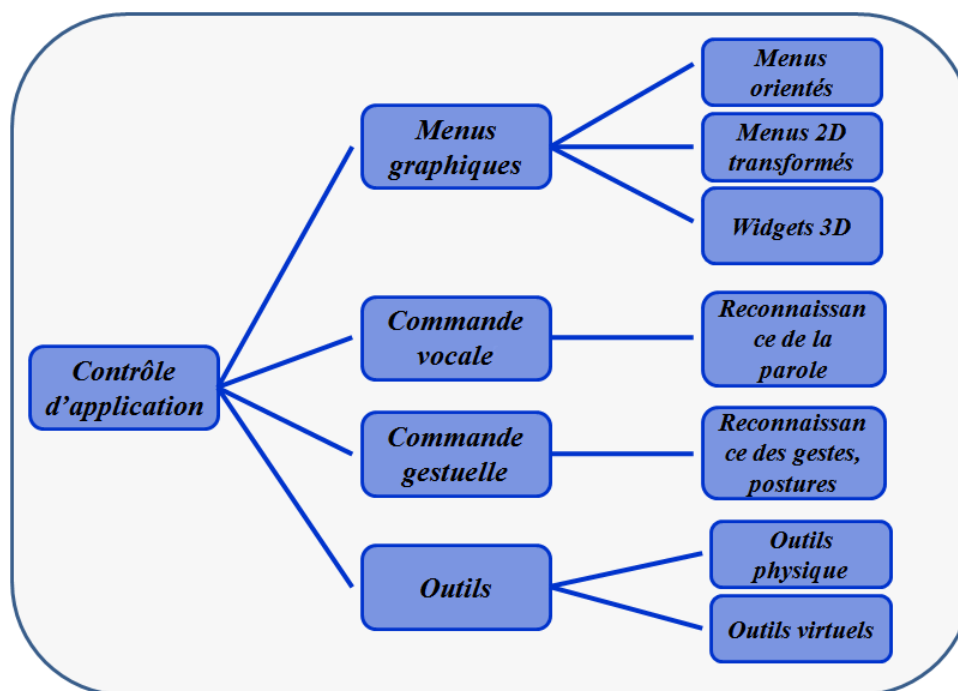 Contrôle
d’application
Menus
graphiques
Menus
orientés
Menus 2D
transformés
Widgets 3D
Commande
vocale
Reconnaissan
ce de la
parole
Commande
gestuelle
Reconnaissan
ce des gestes,
postures
Outils
Outils
physique
Outils virtuels